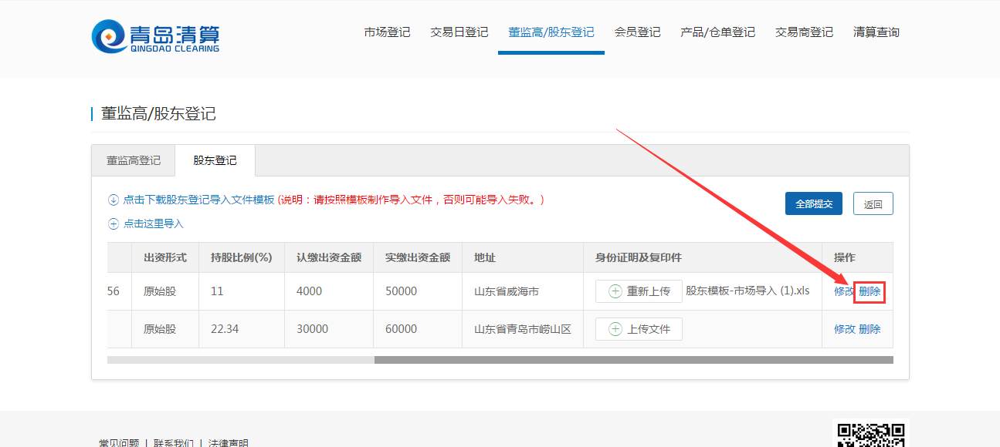 青岛清算
QINGDAO CLEARING
市场登记 交易日登记 董监高/股东登记 会员登记 产品/仓单登记 交易商登记 清算查询
董监高/股东登记
董监高登记 股东登记
点击下载股东登记导入文件模板 (说明：请按照模板制作导入文件，否则可能导入失败。)
全部提交 返回
点击这里导入
出资形式 持股比例(%) 认缴出资金额 实缴出资金额 地址 身份证明及复印件 操作
56 原始股 11 4000 50000 山东省威海市 重新上传 股东模板-市场导入 (1).xls 修改 删除
原始股 22.34 30000 60000 山东省青岛市崂山区 上传文件 修改 删除
常见问题 | 联系我们 | 法律声明